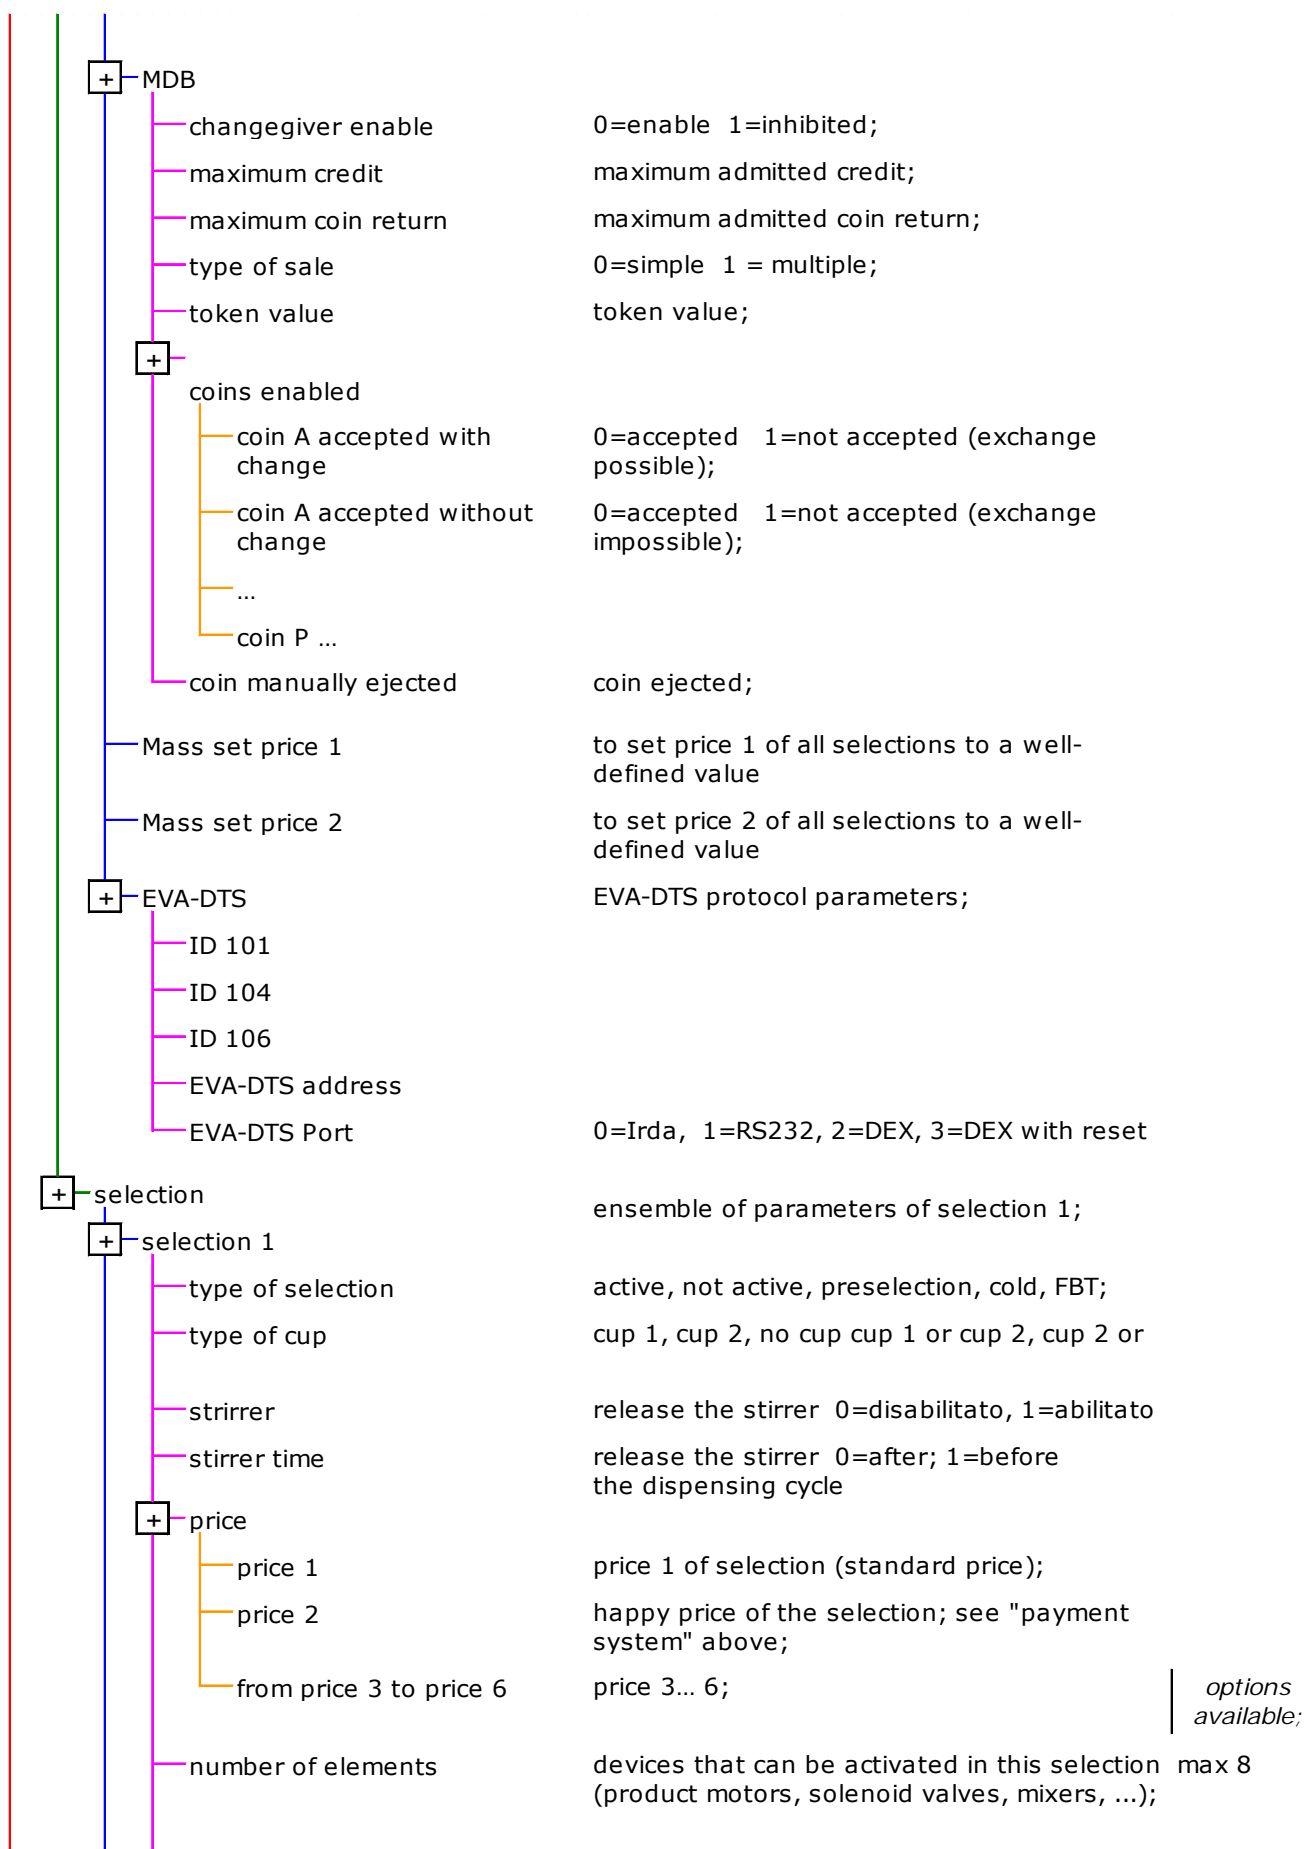 + MDB
changegiver enable 0=enable 1=inhibited;
maximum credit maximum admitted credit;
maximum coin return maximum admitted coin return;
type of sale 0=simple 1 = multiple;
token value token value;
+
coins enabled
coin A accepted with 0=accepted 1=not accepted (exchange
change possible);
coin A accepted without 0=accepted 1=not accepted (exchange
change impossible);
...
coin P ...
coin manually ejected coin ejected;
Mass set price 1 to set price 1 of all selections to a well-
defined value
Mass set price 2 to set price 2 of all selections to a well-
defined value
+ EVA-DTS EVA-DTS protocol parameters;
ID 101
ID 104
ID 106
EVA-DTS address
EVA-DTS Port 0=Irda, 1=RS232, 2=DEX, 3=DEX with reset
+ selection
ensemble of parameters of selection 1;
+ selection 1
type of selection active, not active, preselection, cold, FBT;
type of cup cup 1, cup 2, no cup cup 1 or cup 2, cup 2 or
strirrer release the stirrer 0=disabilitato, 1=abilitato
stirrer time release the stirrer 0=after; 1=before
the dispensing cycle
+ price
price 1 price 1 of selection (standard price);
price 2 happy price of the selection; see "payment
system" above;
from price 3 to price 6 price 3... 6; options
available;
number of elements devices that can be activated in this selection max 8
(product motors, solenoid valves, mixers, ...);